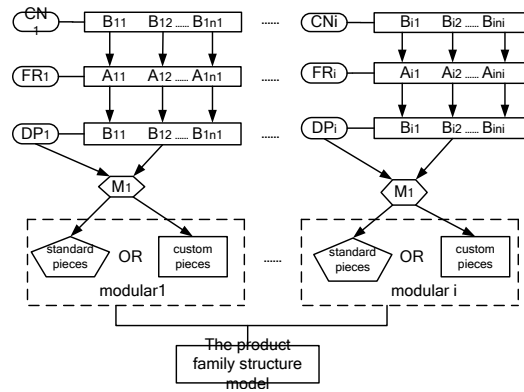 CN
1
B11 B12 ...... B1n1
......
CNi
Bi1 Bi2 ...... Bini
FR1
A11 A12 ...... A1n1
......
FRi
Ai1 Ai2 ...... Aini
DP1
B11 B12 ...... B1n1
......
DPi
Bi1 Bi2 ...... Bini
M1
M1
standard
pieces
OR
custom
pieces
modular1
......
standard
pieces
OR
custom
pieces
modular i
The product
family structure
model